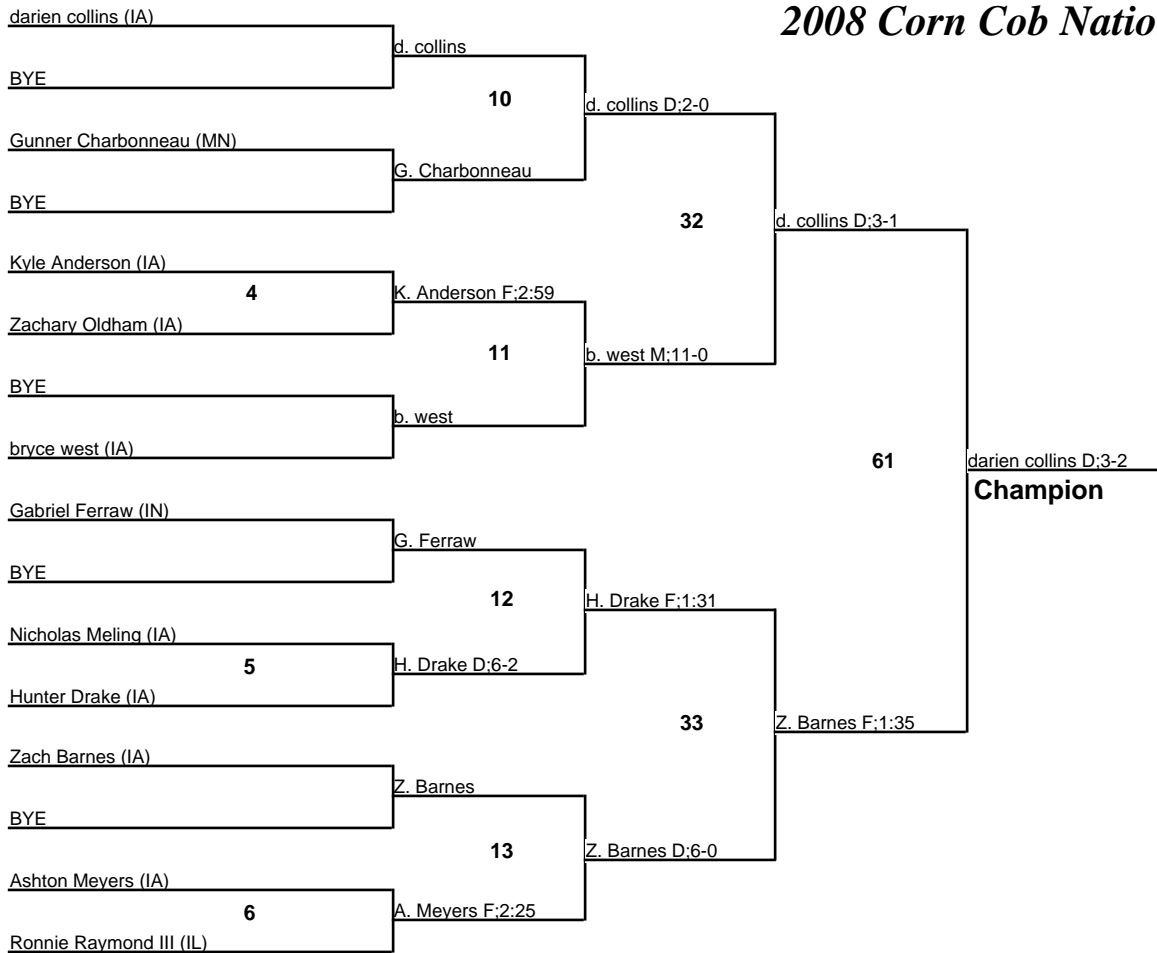 2008 Corn Cob Natio
darien collins (IA)
d. collins
BYE
10
d. collins D;2-0
Gunner Charbonneau (MN)
G. Charbonneau
BYE
32
d. collins D;3-1
Kyle Anderson (IA)
4
K. Anderson F;2:59
Zachary Oldham (IA)
11
b. west M;11-0
BYE
b. west
bryce west (IA)
61
darien collins D;3-2
Champion
Gabriel Ferraw (IN)
G. Ferraw
BYE
12
H. Drake F;1:31
Nicholas Meling (IA)
5
H. Drake D;6-2
Hunter Drake (IA)
33
Z. Barnes F;1:35
Zach Barnes (IA)
Z. Barnes
BYE
13
Z. Barnes D;6-0
Ashton Meyers (IA)
6
A. Meyers F;2:25
Ronnie Raymond III (IL)